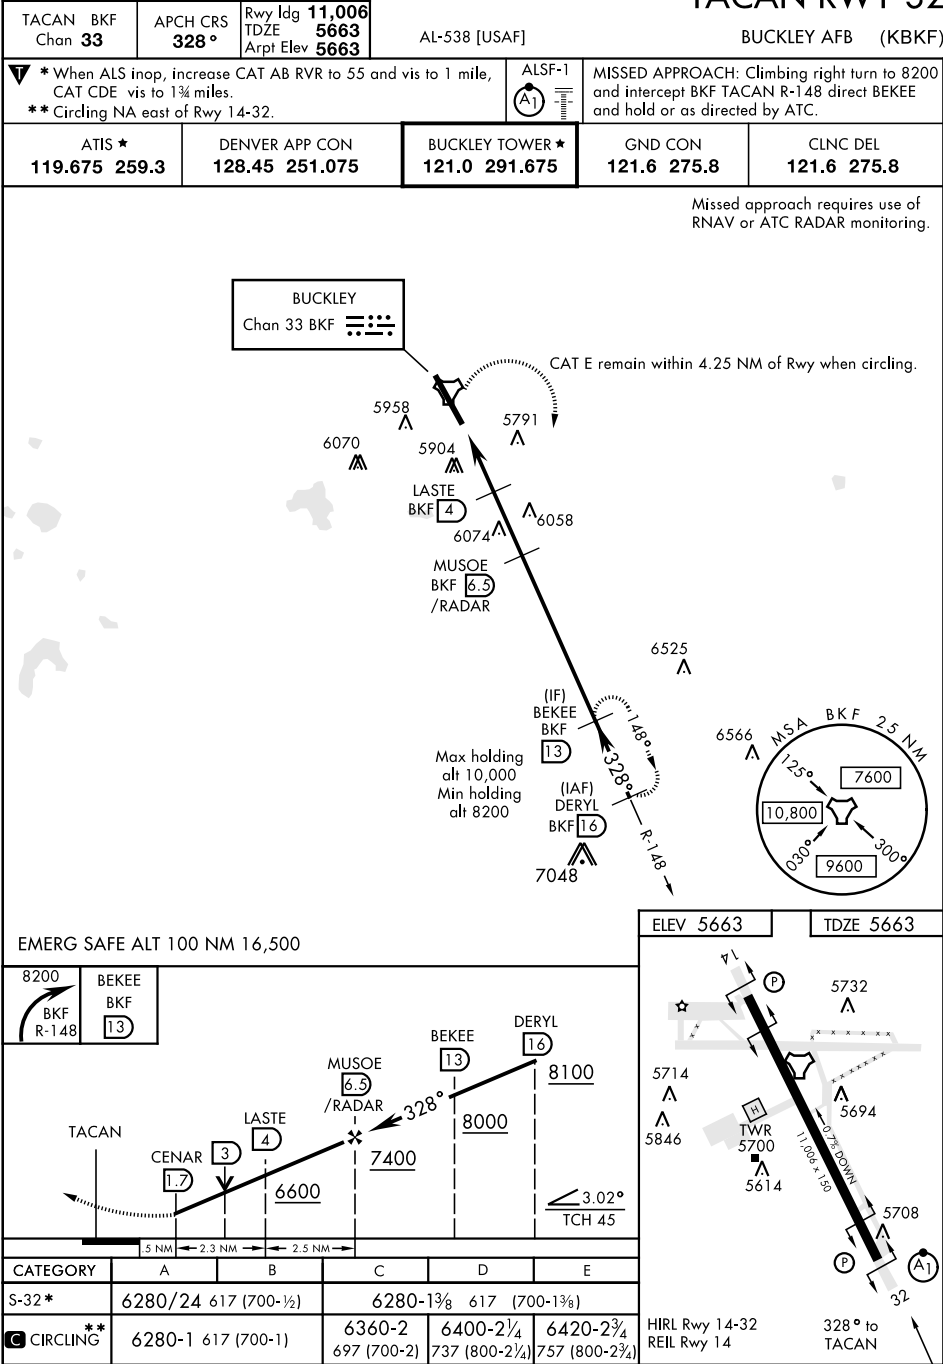 TACAN RWY 32
TACAN BKF
Chan 33
APCH CRS
328°
Rwy ldg 11,006
TDZE 5663
Arpt Elev 5663
AL-538 [USAF]
BUCKLEY AFB (KBKF)
T
* When ALS inop, increase CAT AB RVR to 55 and vis to 1 mile,
CAT CDE vis to 1¾ miles.
** Circling NA east of Rwy 14-32.
ALSF-1
A1
MISSED APPROACH: Climbing right turn to 8200
and intercept BKF TACAN R-148 direct BEKEE
and hold or as directed by ATC.
ATIS ★
119.675 259.3
DENVER APP CON
128.45 251.075
BUCKLEY TOWER ★
121.0 291.675
GND CON
121.6 275.8
CLNC DEL
121.6 275.8
Missed approach requires use of
RNAV or ATC RADAR monitoring.
BUCKLEY
Chan 33 BKF
CAT E remain within 4.25 NM of Rwy when circling.
5958
5791
6070
5904
LASTE
BKF 4
6058
6074
MUSOE
BKF 6.5
/RADAR
6525
(IF)
BEKEE
BKF
13
148°
328°
6566
Max holding
alt 10,000
Min holding
alt 8200
(IAF)
DERYL
BKF 16
R-148
7048
MSA BKF 25 NM
125°
7600
10,800
030°
300°
9600
EMERG SAFE ALT 100 NM 16,500
8200
BKF
R-148
BEKEE
BKF
13
DERYL
16
8100
BEKEE
13
8000
MUSOE
6.5
/RADAR
328°
7400
LASTE
4
6600
3
CENAR
1.7
TACAN
3.02°
TCH 45
.5 NM
2.3 NM
2.5 NM
ELEV 5663
TDZE 5663
14
P
5732
5714
5846
H
5694
TWR
5700
5614
0.7% DOWN
11,006 x 150
5708
P
A1
32
HIRL Rwy 14-32
REIL Rwy 14
328° to
TACAN
CATEGORY A B C D E
S-32* 6280/24 617 (700-½) 6280-1⅜ 617 (700-1⅜)
C CIRCLING** 6280-1 617 (700-1) 6360-2 697 (700-2) 6400-2¼ 737 (800-2¼) 6420-2¾ 757 (800-2¾)